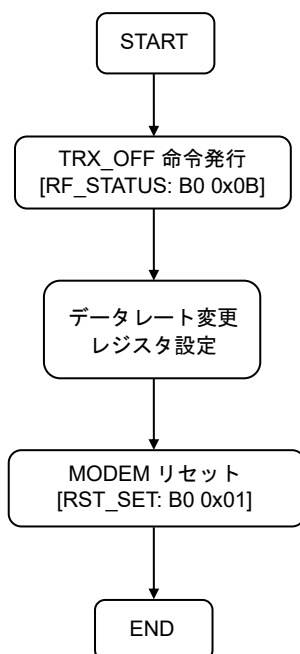 START
TRX_OFF 命令発行
[RF_STATUS: B0 0x0B]
データレート変更
レジスタ設定
MODEM リセット
[RST_SET: B0 0x01]
END